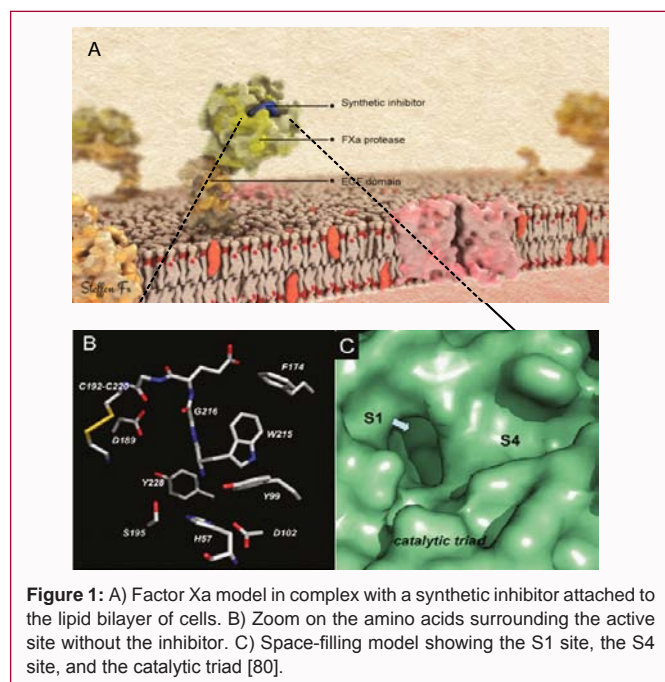 A
Synthetic inhibitor
FXa protease
EGF domain
Steffen Fx
B
C192-C220
F174
D189
G216
W215
Y228
Y99
S195
H57
D102
C
S1
S4
catalytic triad
Figure 1: A) Factor Xa model in complex with a synthetic inhibitor attached to
the lipid bilayer of cells. B) Zoom on the amino acids surrounding the active
site without the inhibitor. C) Space-filling model showing the S1 site, the S4
site, and the catalytic triad [80].